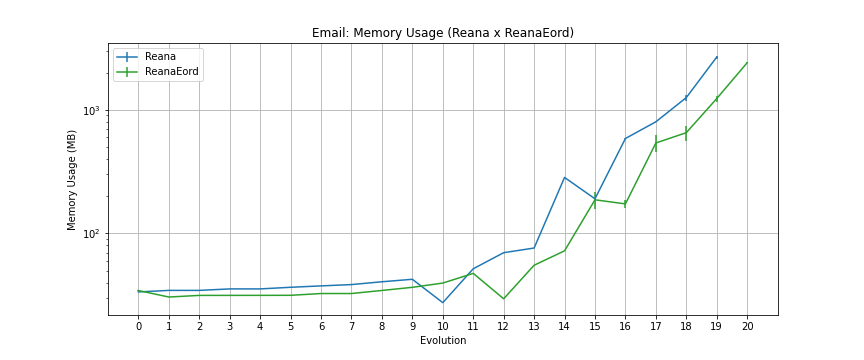 Email: Memory Usage (Reana x ReanaEord)
Reana
ReanaEord
10³
10²
Memory Usage (MB)
0 1 2 3 4 5 6 7 8 9 10 11 12 13 14 15 16 17 18 19 20
Evolution